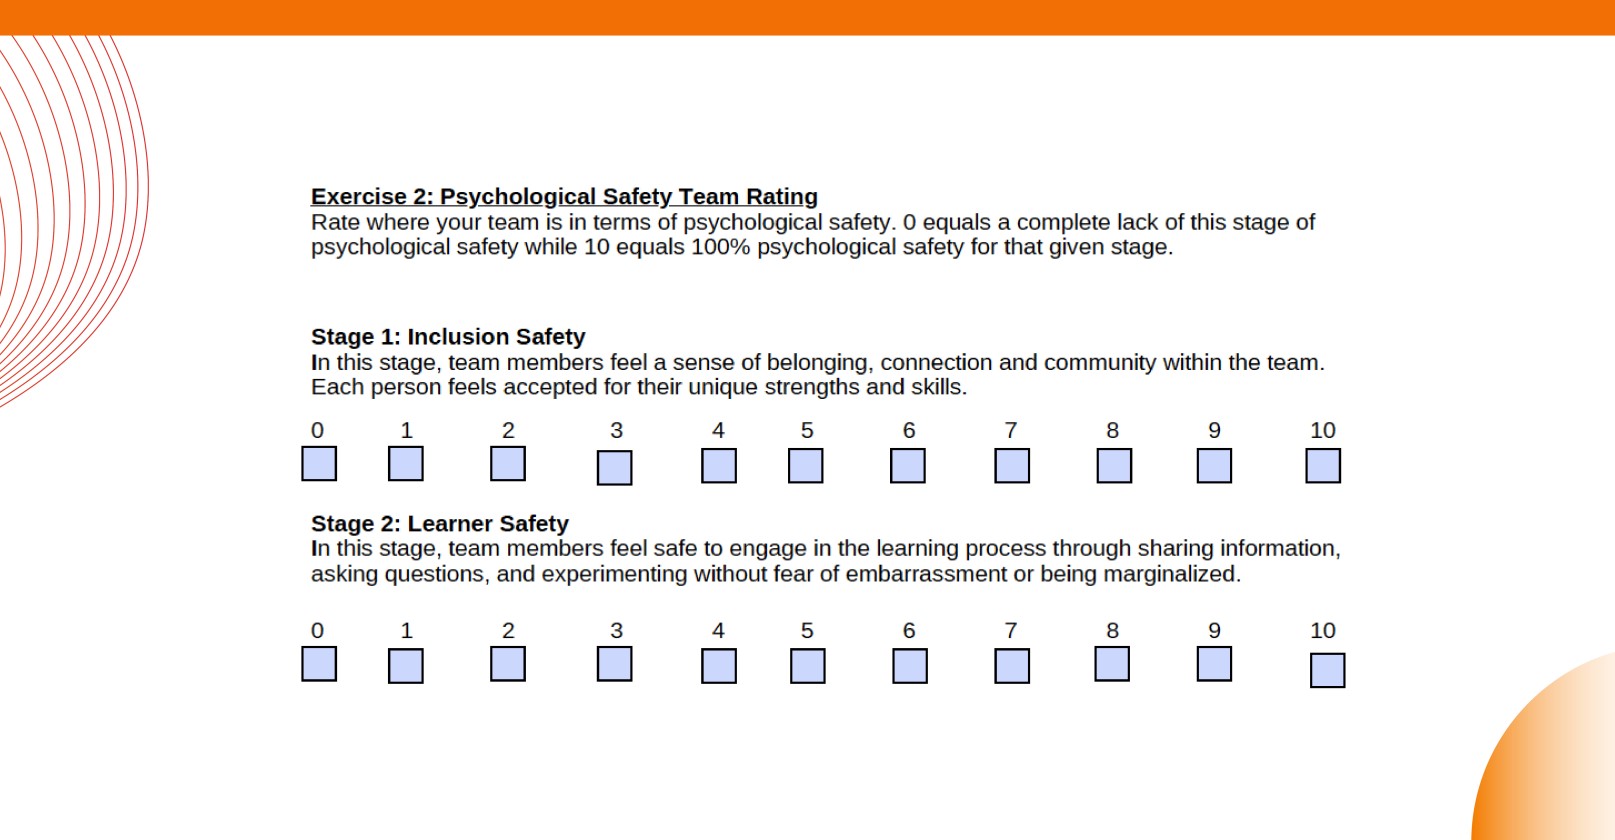 Exercise 2: Psychological Safety Team Rating
Rate where your team is in terms of psychological safety. 0 equals a complete lack of this stage of
psychological safety while 10 equals 100% psychological safety for that given stage.
Stage 1: Inclusion Safety
In this stage, team members feel a sense of belonging, connection and community within the team.
Each person feels accepted for their unique strengths and skills.
0 1 2 3 4 5 6 7 8 9 10
Stage 2: Learner Safety
In this stage, team members feel safe to engage in the learning process through sharing information,
asking questions, and experimenting without fear of embarrassment or being marginalized.
0 1 2 3 4 5 6 7 8 9 10